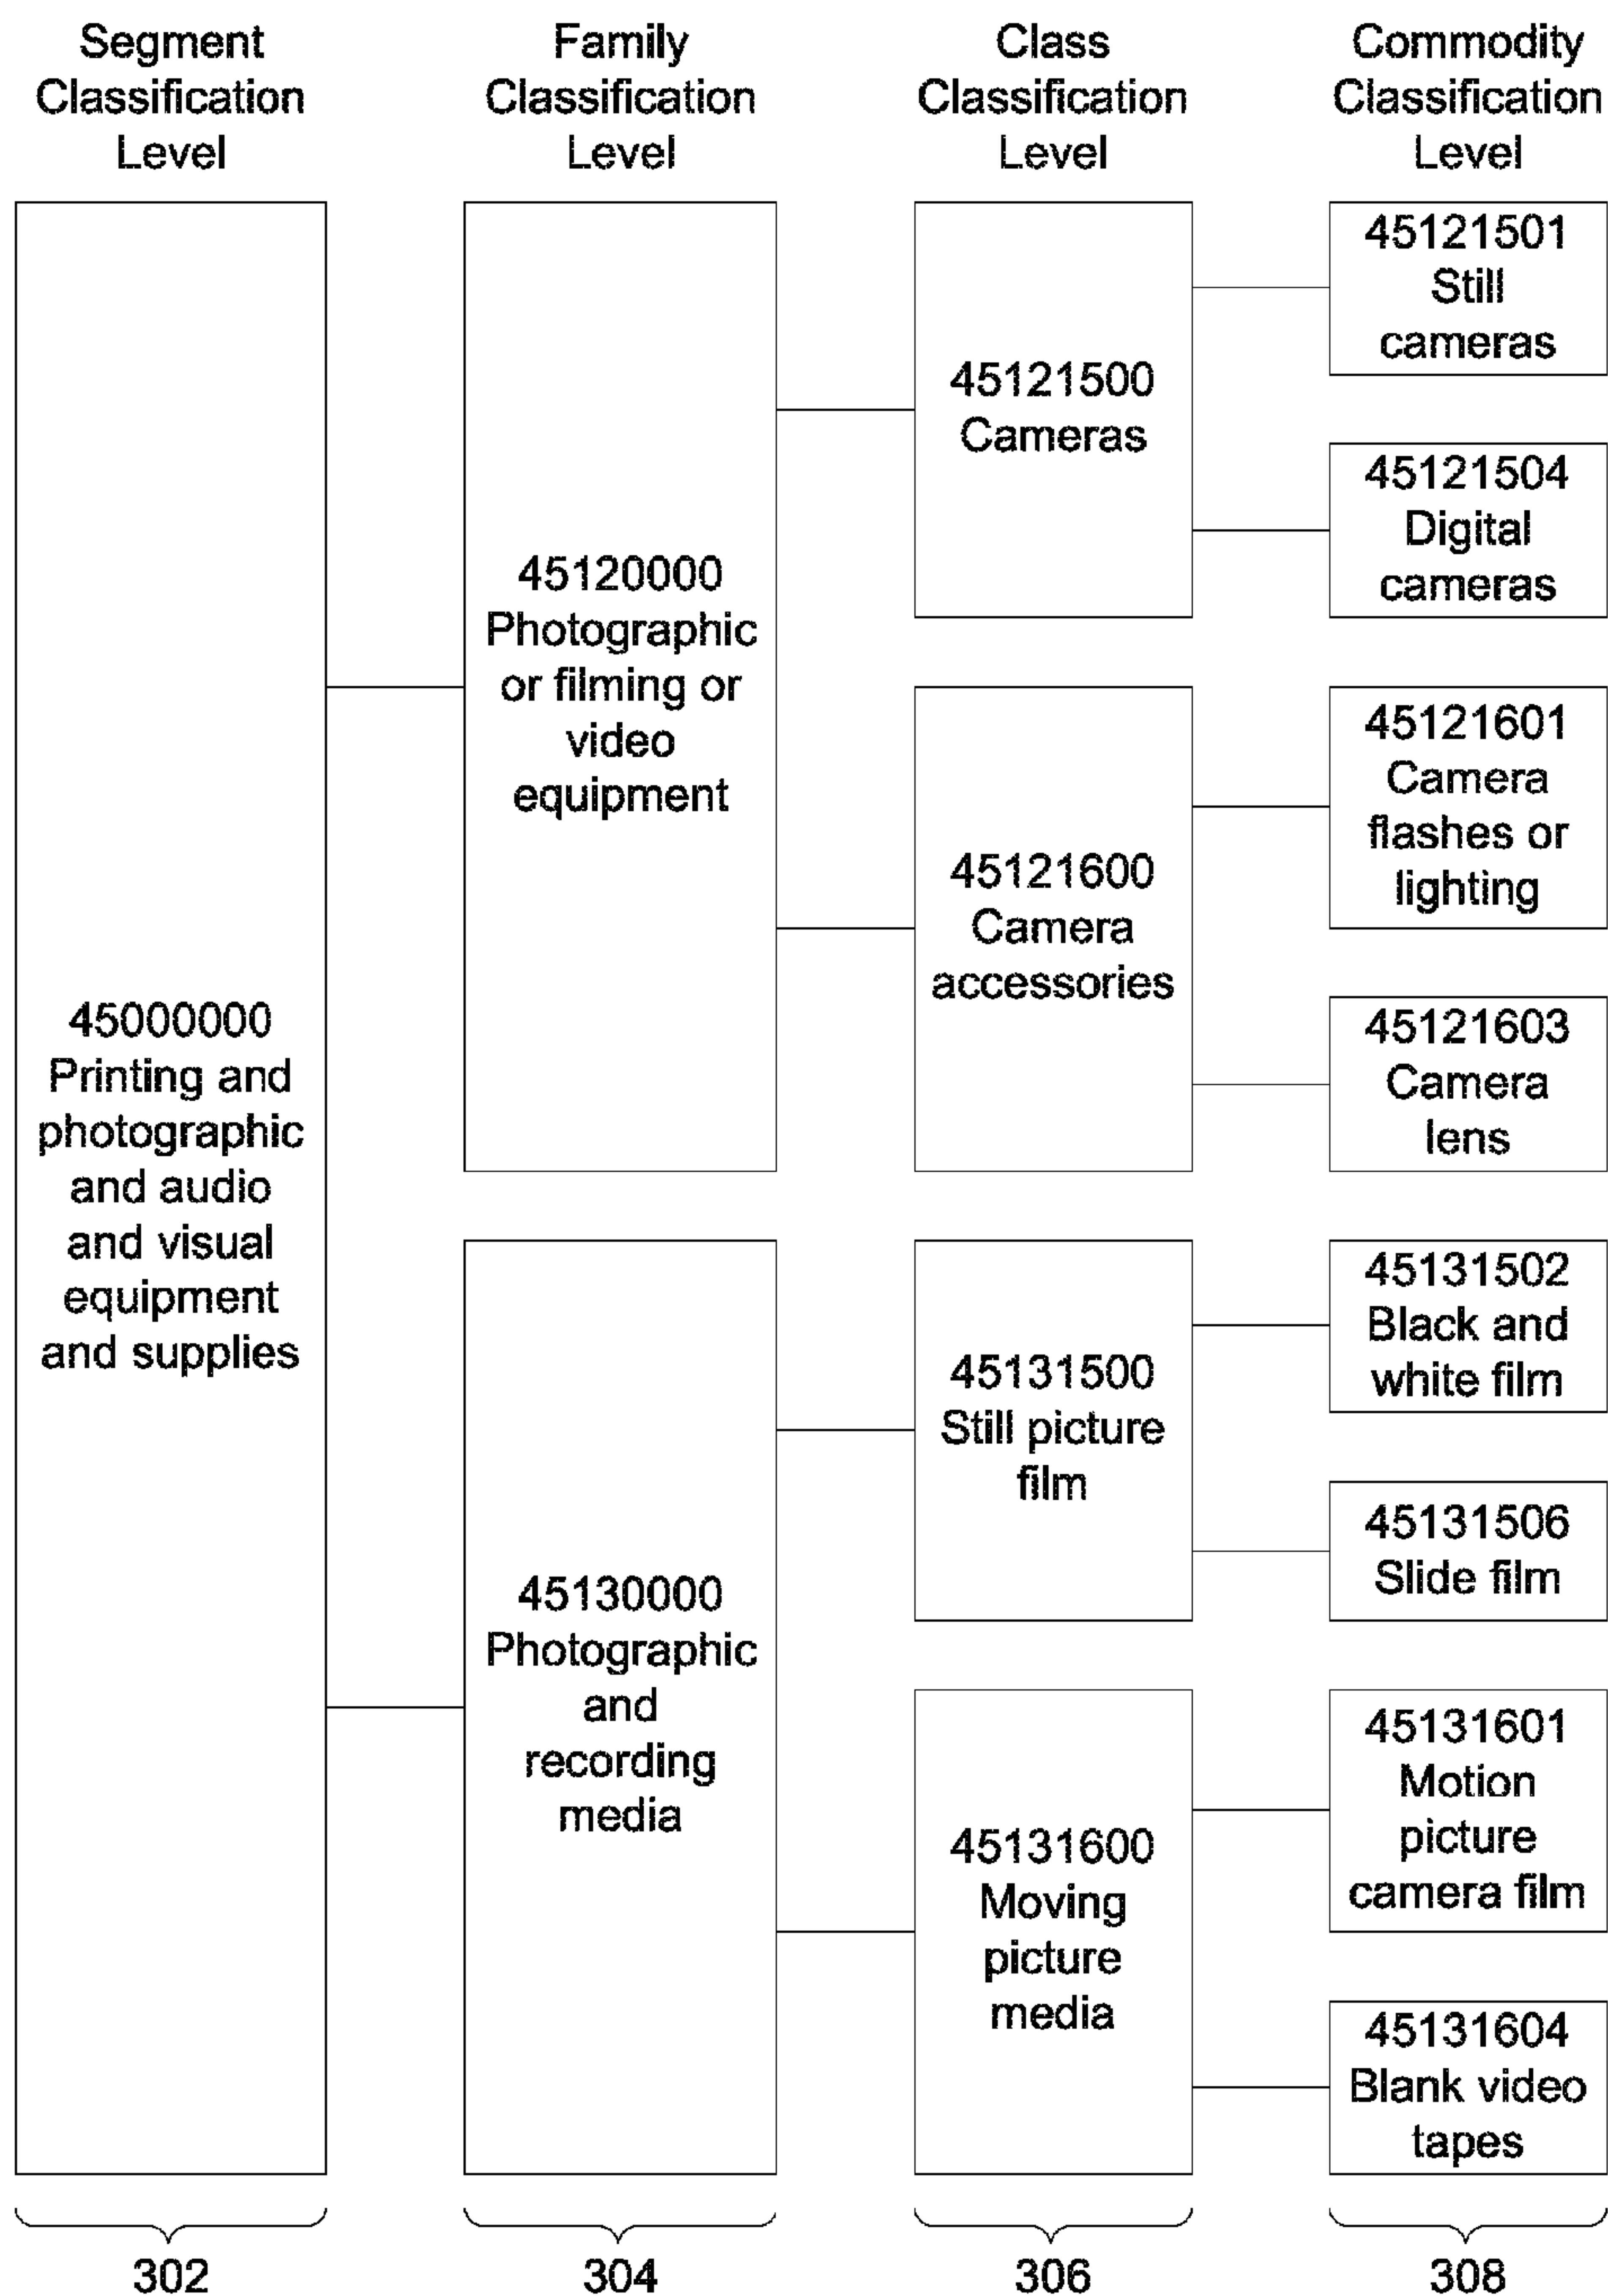 Segment
Classification
Level
Family
Classification
Level
Class
Classification
Level
Commodity
Classification
Level
45000000
Printing and
photographic
and audio
and visual
equipment
and supplies
45120000
Photographic
or filming or
video
equipment
45130000
Photographic
and
recording
media
45121500
Cameras
45121600
Camera
accessories
45131500
Still picture
film
45131600
Moving
picture
media
45121501
Still
cameras
45121504
Digital
cameras
45121601
Camera
flashes or
lighting
45121603
Camera
lens
45131502
Black and
white film
45131506
Slide film
45131601
Motion
picture
camera film
45131604
Blank video
tapes
302
304
306
308